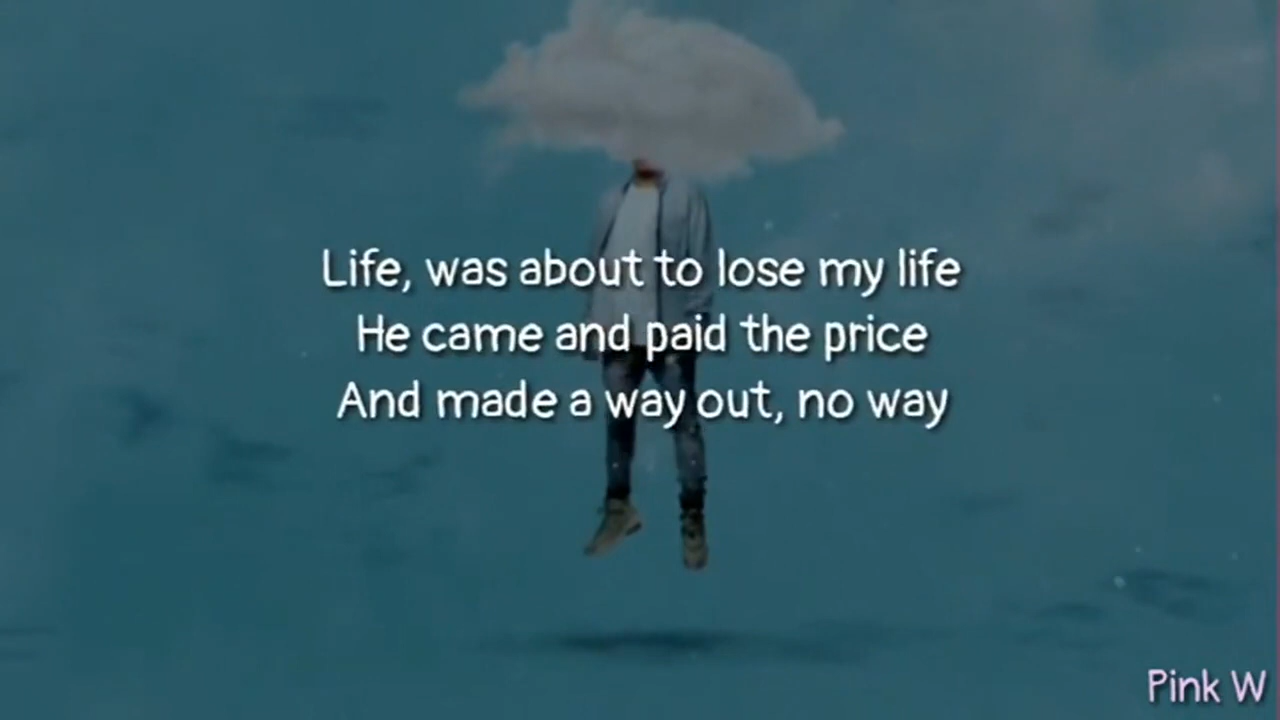 Life, was about to lose my life
He came and paid the price
And made a way out, no way
Pink W